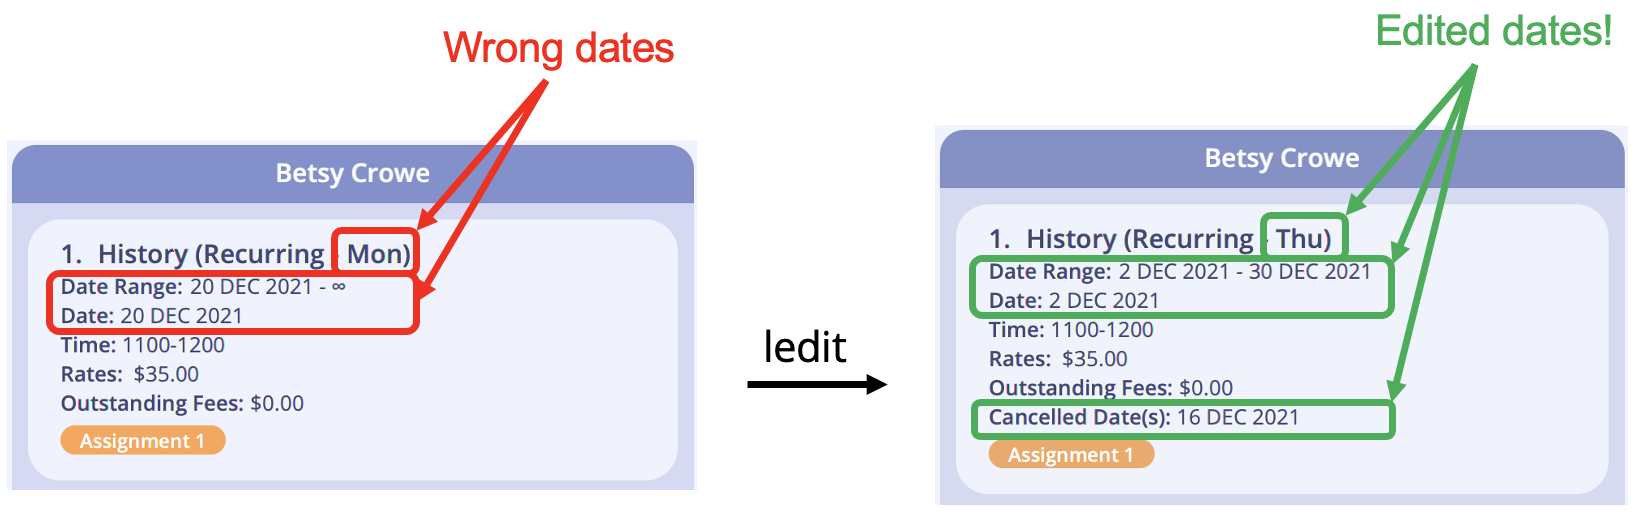 Wrong dates
Betsy Crowe
1. History (Recurring - Mon)
Date Range: 20 DEC 2021 - ∞
Date: 20 DEC 2021
Time: 1100-1200
Rates: $35.00
Outstanding Fees: $0.00
Assignment 1
ledit
Edited dates!
Betsy Crowe
1. History (Recurring - Thu)
Date Range: 2 DEC 2021 - 30 DEC 2021
Date: 2 DEC 2021
Time: 1100-1200
Rates: $35.00
Outstanding Fees: $0.00
Cancelled Date(s): 16 DEC 2021
Assignment 1